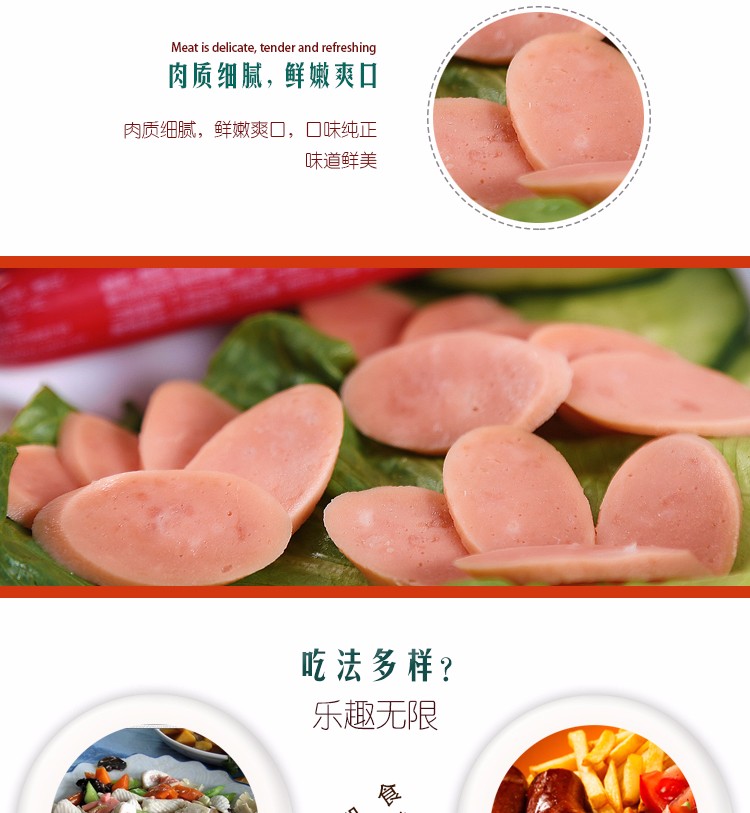 Meat is delicate, tender and refreshing
肉质细腻，鲜嫩爽口
肉质细腻，鲜嫩爽口，口味纯正
味道鲜美
吃法多样？
乐趣无限
食